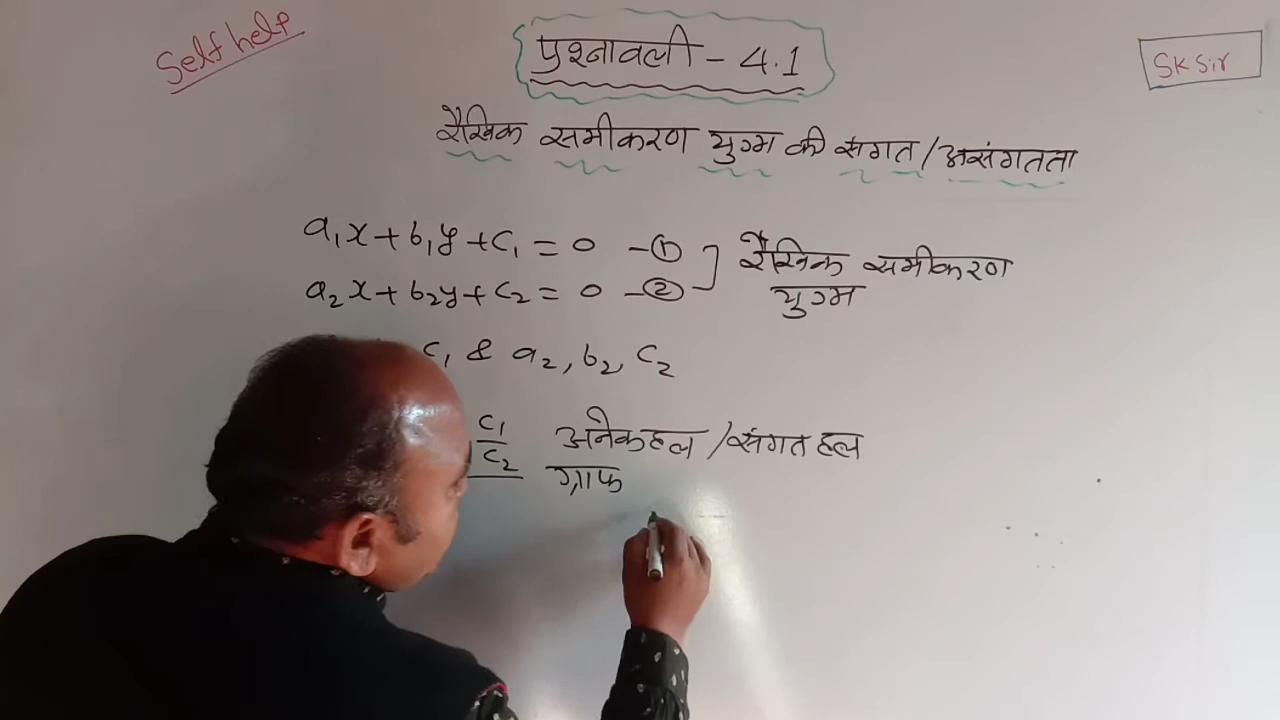 Self help
प्रश्नावली - 4.1
SK Sir
रैखिक समीकरण युग्म की संगत/असंगतता
a₁x + b₁y + c₁ = 0 - ①
a₂x + b₂y + c₂ = 0 - ②
रैखिक समीकरण
युग्म
c₁ & a₂, b₂, c₂
c₁/c₂ अनेक हल / संगत हल
ग्राफ